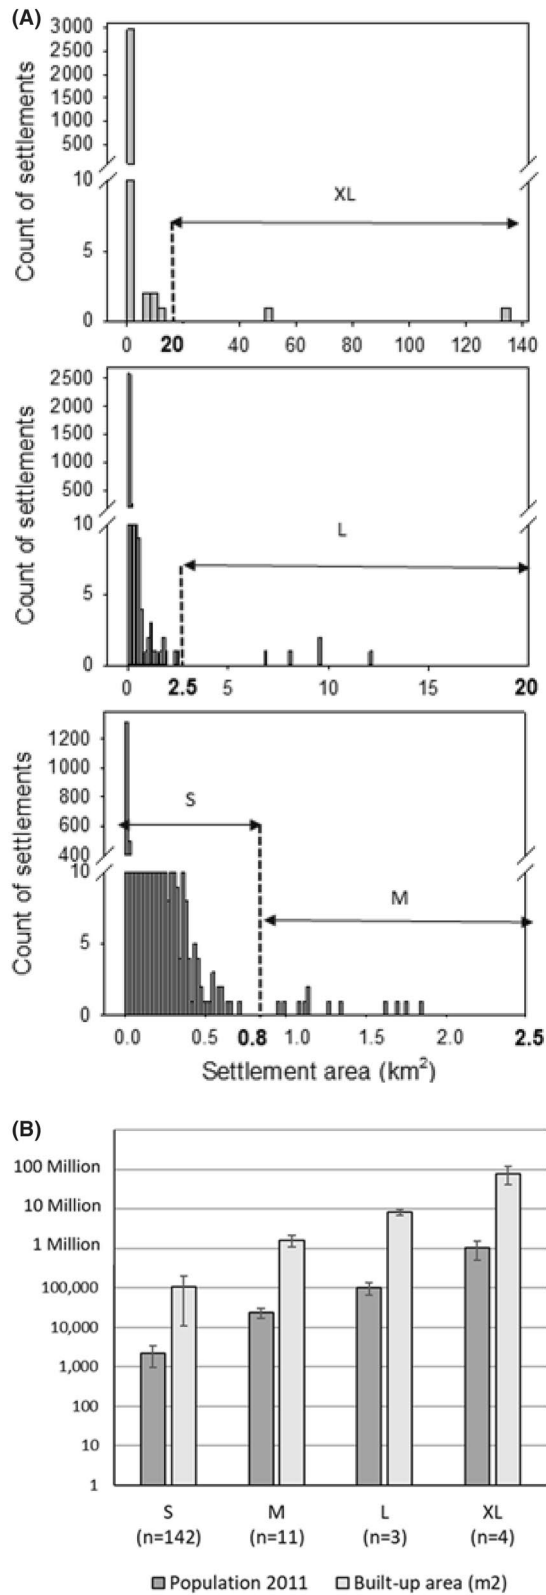 (A)
Count of settlements
3000
2500
2000
1500
1000
500
10
5
0
XL
0 20 40 60 80 100 120 140
Count of settlements
2500
2000
1500
1000
500
10
5
0
L
0 2.5 5 10 15 20
Count of settlements
1200
1000
800
600
400
10
5
0
S
M
0.0 0.5 0.8 1.0 1.5 2.0 2.5
Settlement area (km²)
(B)
100 Million
10 Million
1 Million
100,000
10,000
1,000
100
10
1
S M L XL
(n=142) (n=11) (n=3) (n=4)
Population 2011 Built-up area (m2)